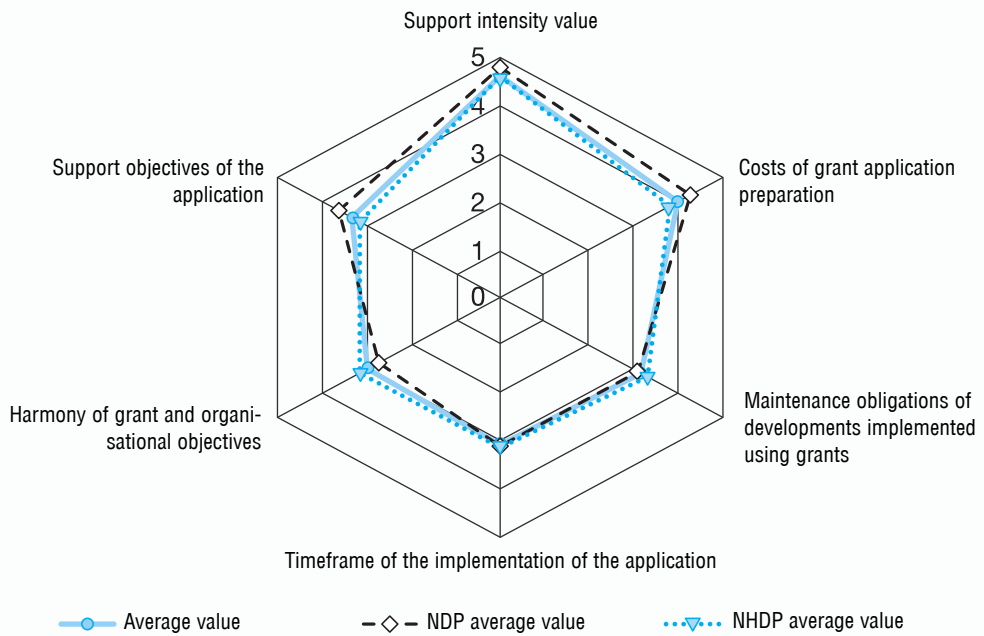 Support intensity value
5
4
3
2
1
0
Support objectives of the
application
Costs of grant application
preparation
Harmony of grant and organi-
sational objectives
Maintenance obligations of
developments implemented
using grants
Timeframe of the implementation of the application
Average value
NDP average value
NHDP average value